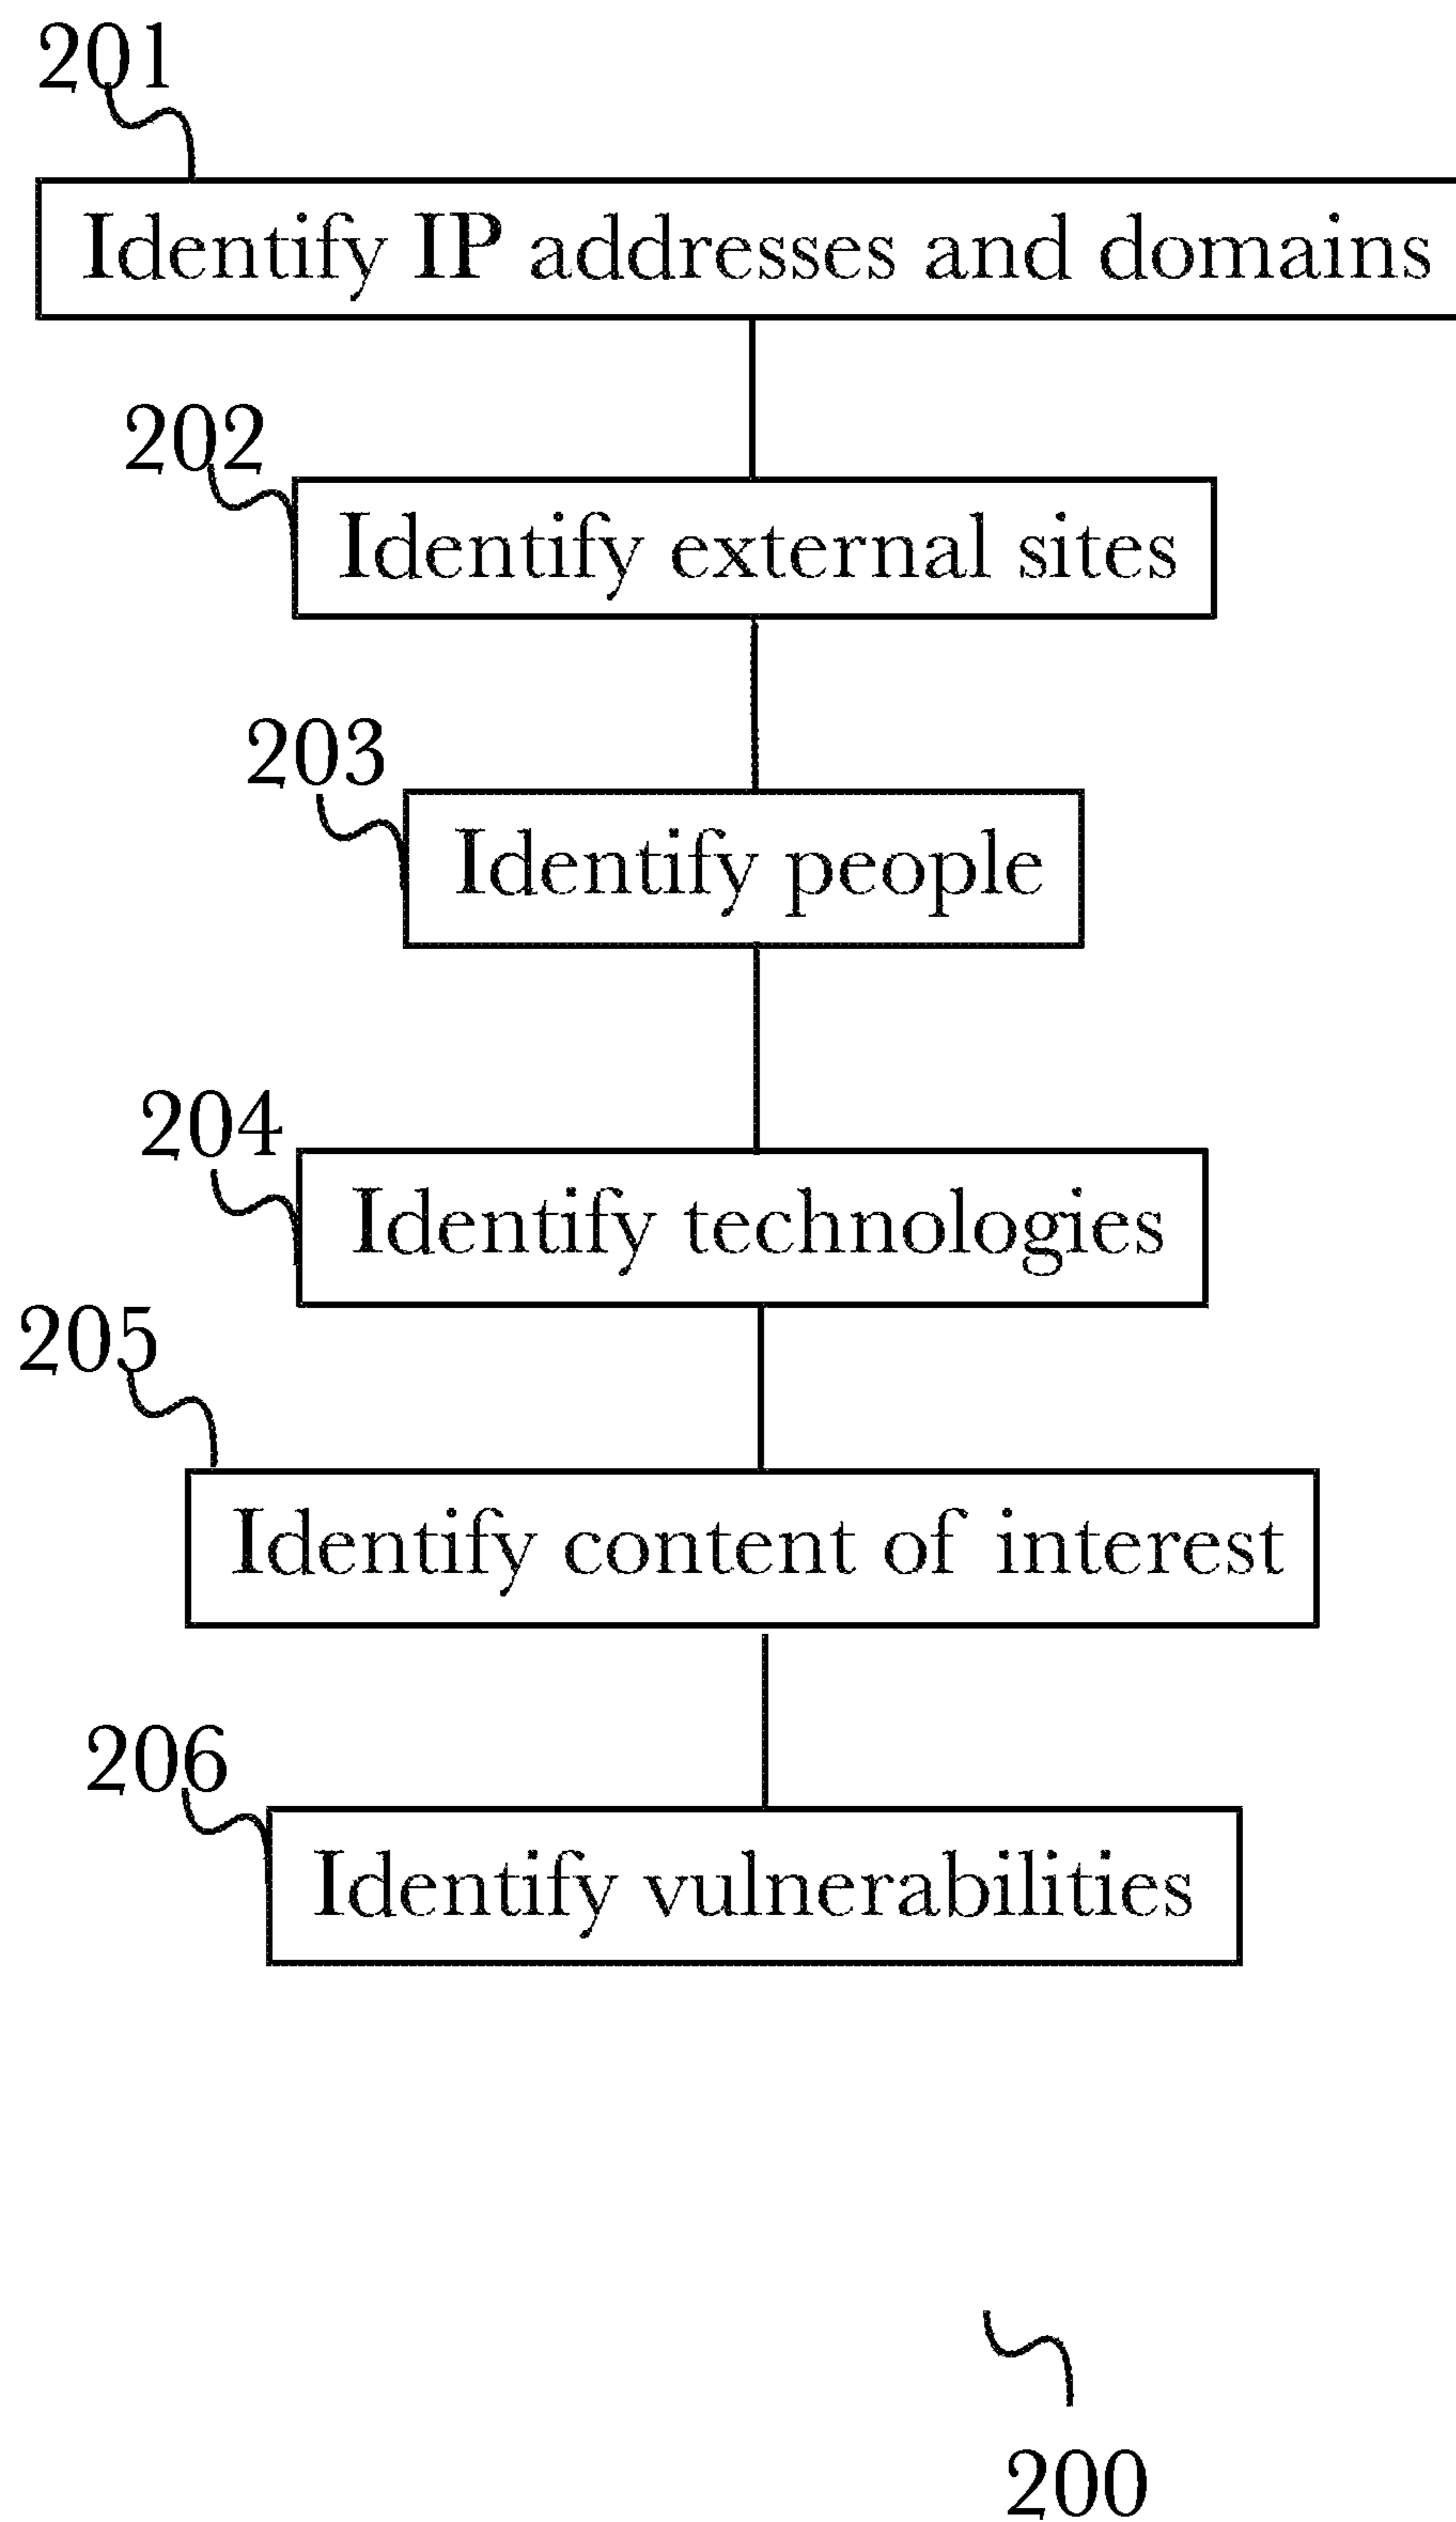 201
Identify IP addresses and domains
202
Identify external sites
203
Identify people
204
Identify technologies
205
Identify content of interest
206
Identify vulnerabilities
200